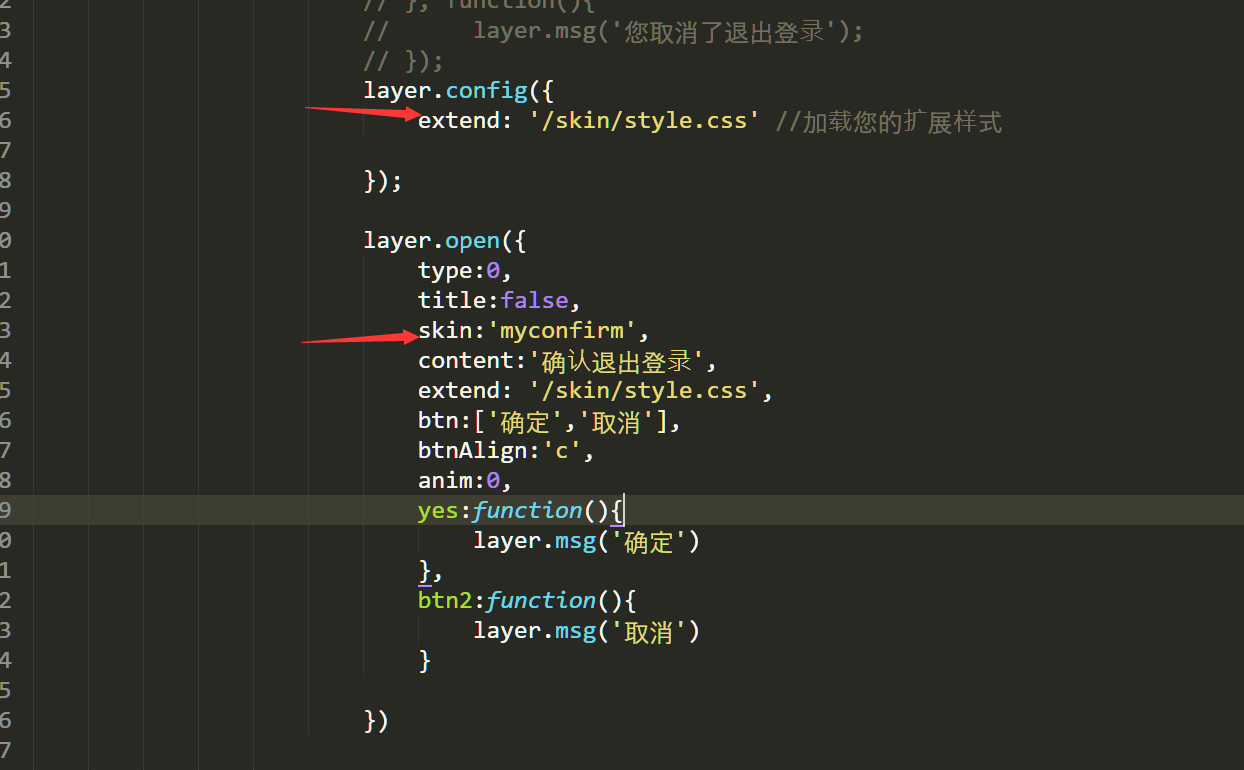 2 // }, function(){
3 // layer.msg('您取消了退出登录');
4 // });
5 layer.config({
6 extend: '/skin/style.css' //加载您的扩展样式
7
8 });
9
0 layer.open({
1 type:0,
2 title:false,
3 skin:'myconfirm',
4 content:'确认退出登录',
5 extend: '/skin/style.css',
6 btn:['确定','取消'],
7 btnAlign:'c',
8 anim:0,
9 yes:function(){
0 layer.msg('确定')
1 },
2 btn2:function(){
3 layer.msg('取消')
4 }
5
6 })
7